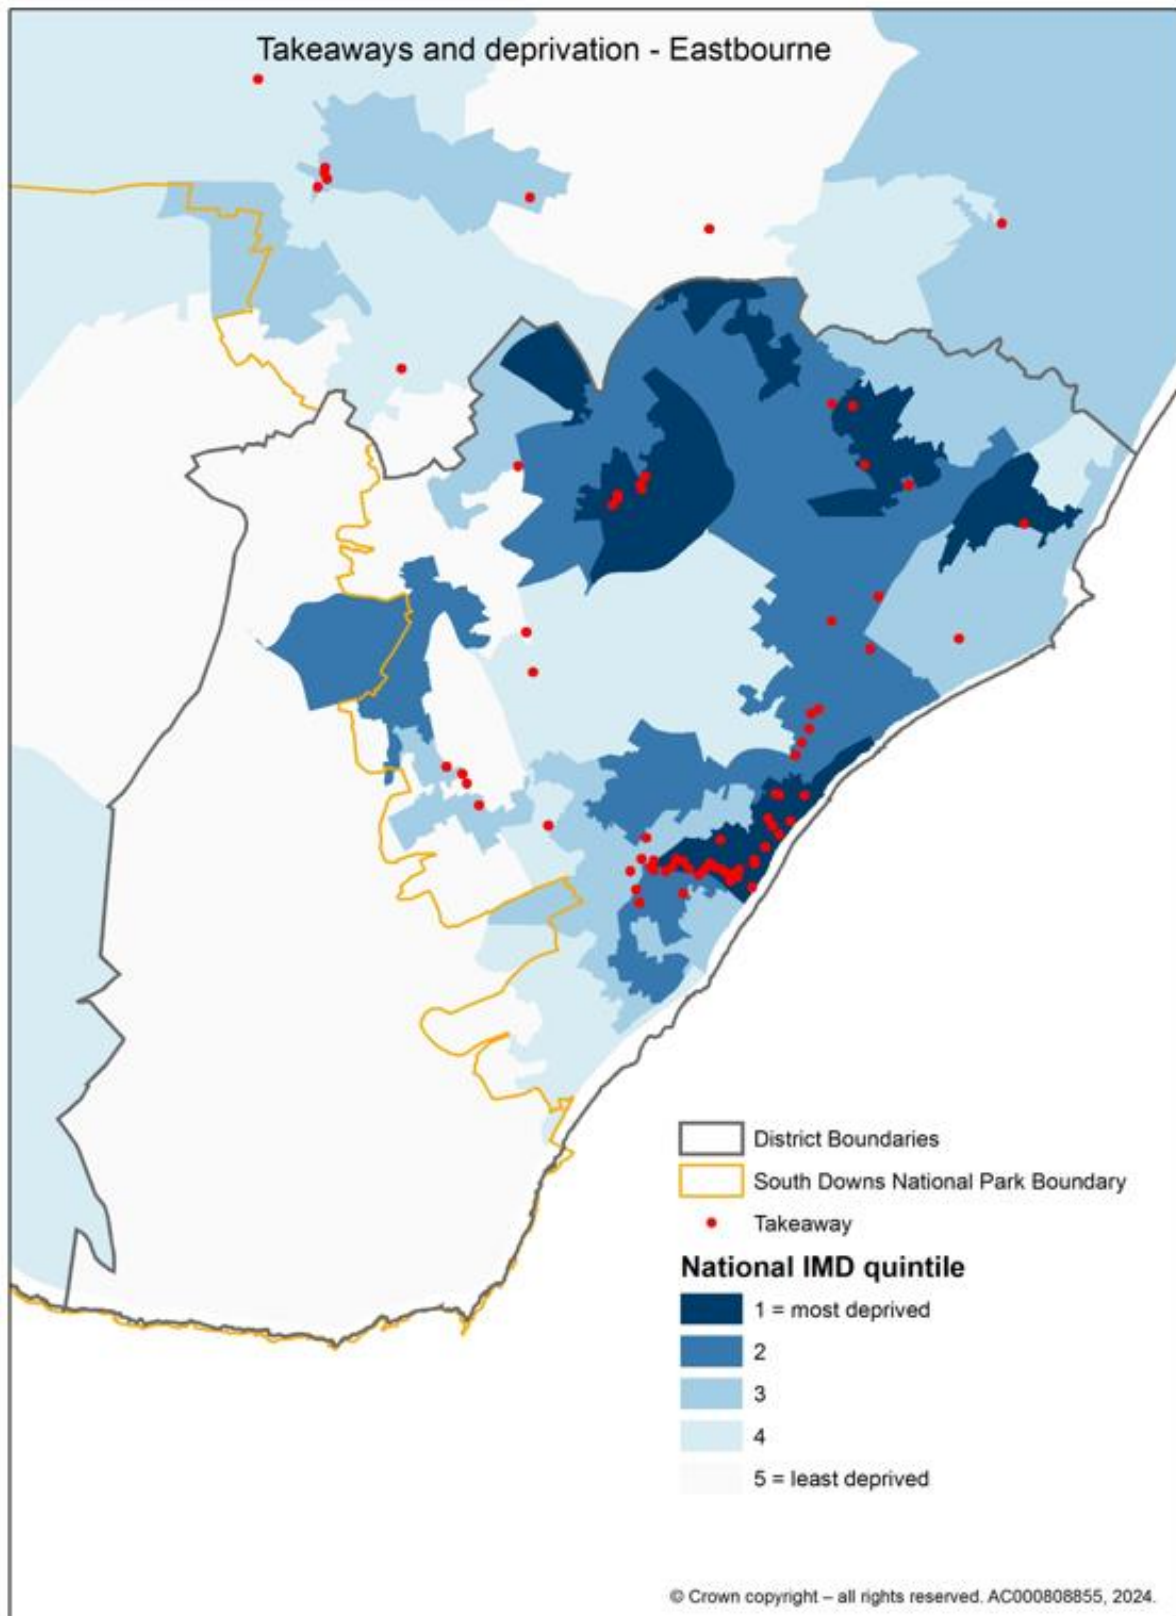 Takeaways and deprivation - Eastbourne
District Boundaries
South Downs National Park Boundary
Takeaway
National IMD quintile
1 = most deprived
2
3
4
5 = least deprived
© Crown copyright – all rights reserved. AC000808855, 2024.